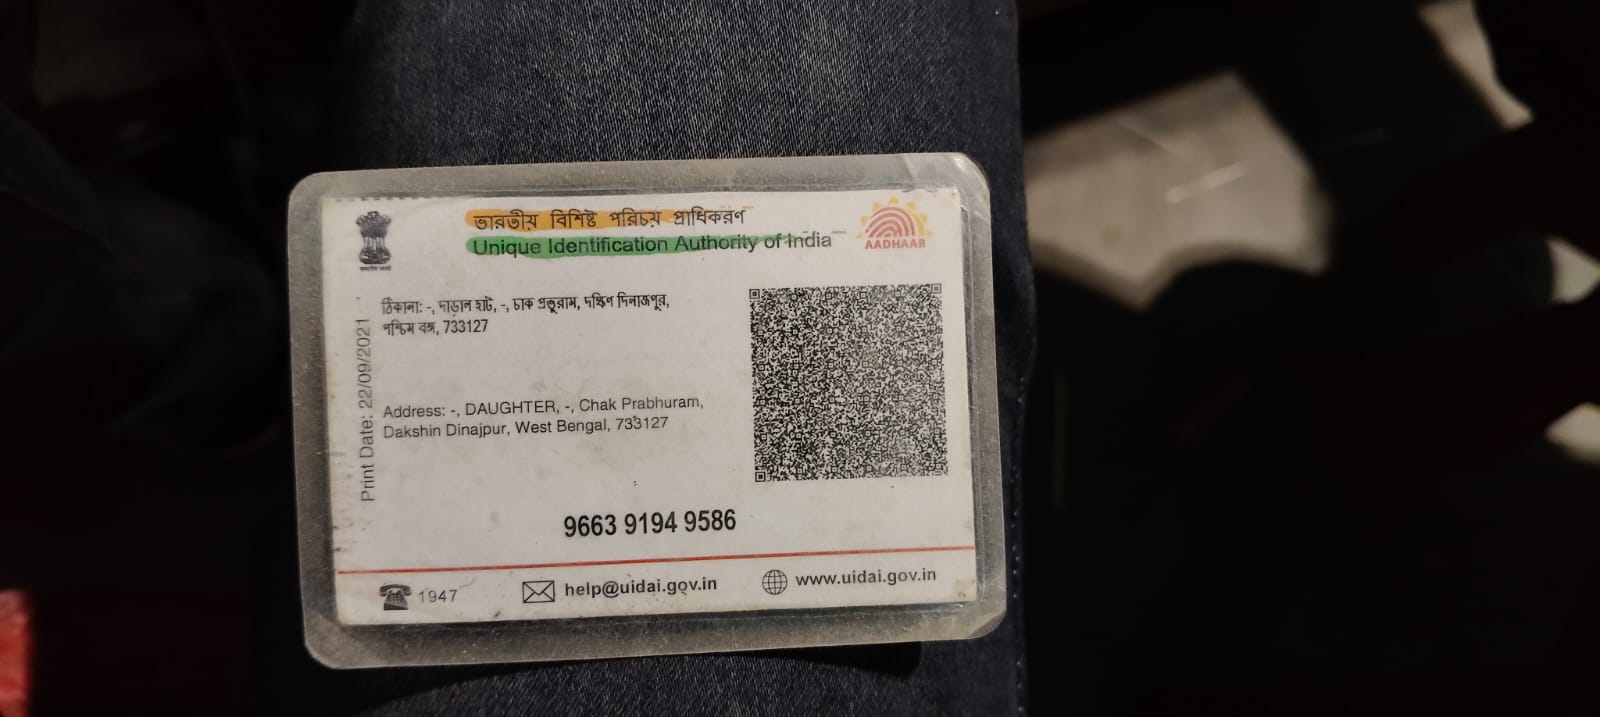 ভারতীয় বিশিষ্ট পরিচয় প্রাধিকরণ
Unique Identification Authority of India
AADHAAR
ঠিকানা: -, দাড়াল হাট, -, চাক প্রভুরাম, দক্ষিণ দিনাজপুর,
পশ্চিম বঙ্গ, 733127
Print Date: 22/09/2021
Address: -, DAUGHTER, -, Chak Prabhuram,
Dakshin Dinajpur, West Bengal, 733127
9663 9194 9586
1947
help@uidai.gov.in
www.uidai.gov.in